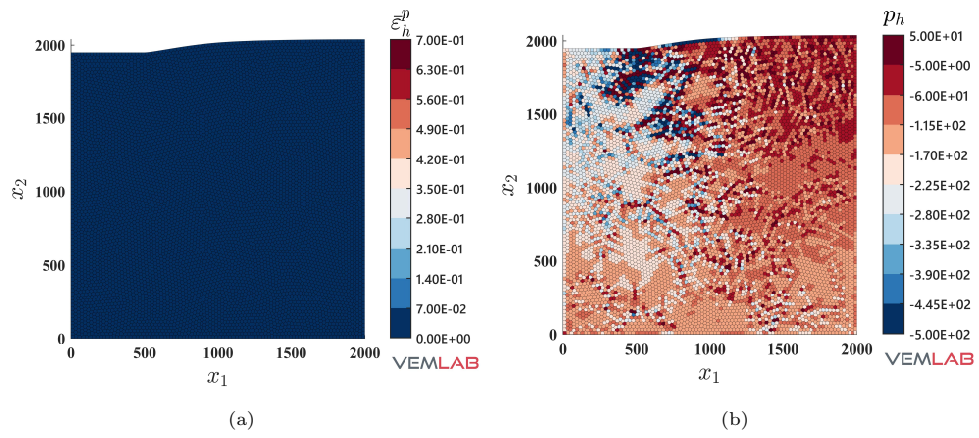 ε̄ₕᵖ
2000
1500
1000
500
0
x₂
0 500 1000 1500 2000
x₁
7.00E-01
6.30E-01
5.60E-01
4.90E-01
4.20E-01
3.50E-01
2.80E-01
2.10E-01
1.40E-01
7.00E-02
0.00E+00
VEMLAB
(a)
pₕ
2000
1500
1000
500
0
x₂
0 500 1000 1500 2000
x₁
5.00E+01
-5.00E+00
-6.00E+01
-1.15E+02
-1.70E+02
-2.25E+02
-2.80E+02
-3.35E+02
-3.90E+02
-4.45E+02
-5.00E+02
VEMLAB
(b)